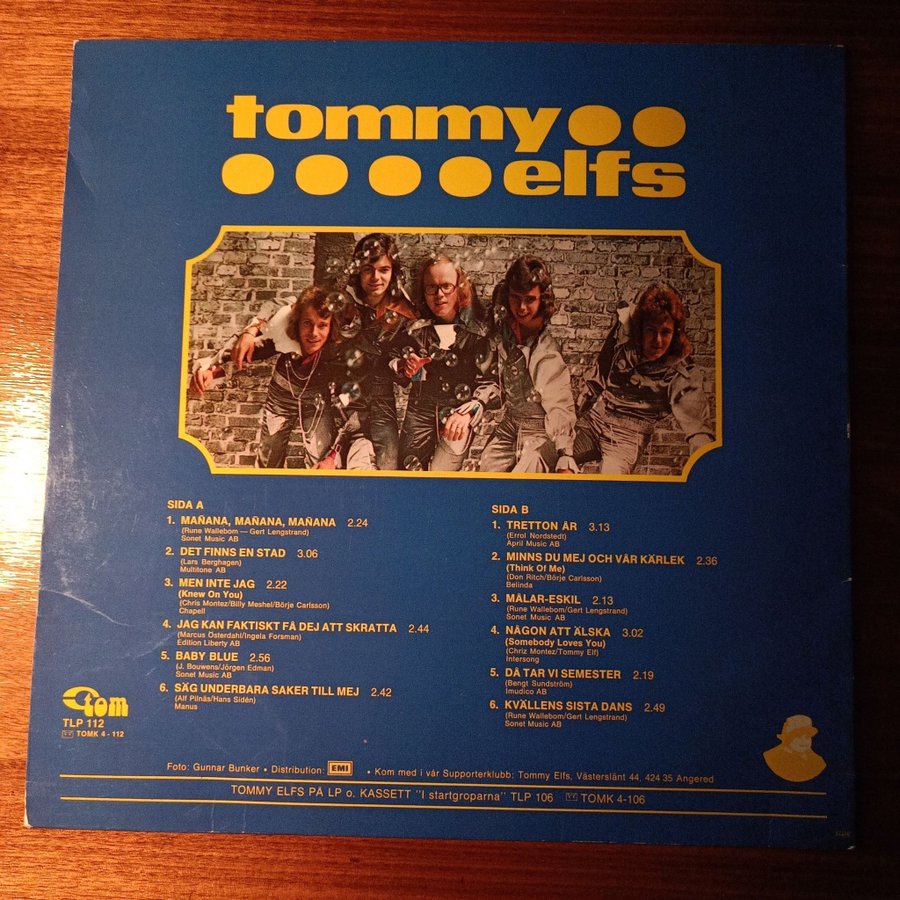 tommy
elfs
SIDA A
1. MAÑANA, MAÑANA, MAÑANA 2.24
(Rune Wallebom — Gert Lengstrand)
Sonet Music AB
2. DET FINNS EN STAD 3.06
(Lars Berghagen)
Multitone AB
3. MEN INTE JAG 2.22
(Knew On You)
(Chris Montez/Billy Meshel/Börje Carlsson)
Chapell
4. JAG KAN FAKTISKT FÅ DEJ ATT SKRATTA 2.44
(Marcus Österdahl/Ingela Forsman)
Edition Liberty AB
5. BABY BLUE 2.56
(J. Bouwens/Jörgen Edman)
Sonet Music AB
6. SÄG UNDERBARA SAKER TILL MEJ 2.42
(Alf Pilnäs/Hans Sidén)
Manus
SIDA B
1. TRETTON ÅR 3.13
(Errol Nordstedt)
April Music AB
2. MINNS DU MEJ OCH VÅR KÄRLEK 2.36
(Think Of Me)
(Don Ritch/Börje Carlsson)
Belinda
3. MÅLAR-ESKIL 2.13
(Rune Wallebom/Gert Lengstrand)
Sonet Music AB
4. NÅGON ATT ÄLSKA 3.02
(Somebody Loves You)
(Chriz Montez/Tommy Elf)
Intersong
5. DÅ TAR VI SEMESTER 2.19
(Bengt Sundström)
Imudico AB
6. KVÄLLENS SISTA DANS 2.49
(Rune Wallebom/Gert Lengstrand)
Sonet Music AB
tom
TLP 112
TOMK 4 - 112
Foto: Gunnar Bunker • Distribution: EMI • Kom med i vår Supporterklubb: Tommy Elfs, Västerslänt 44, 424 35 Angered
TOMMY ELFS PÅ LP o. KASSETT "I startgroparna" TLP 106 TOMK 4-106